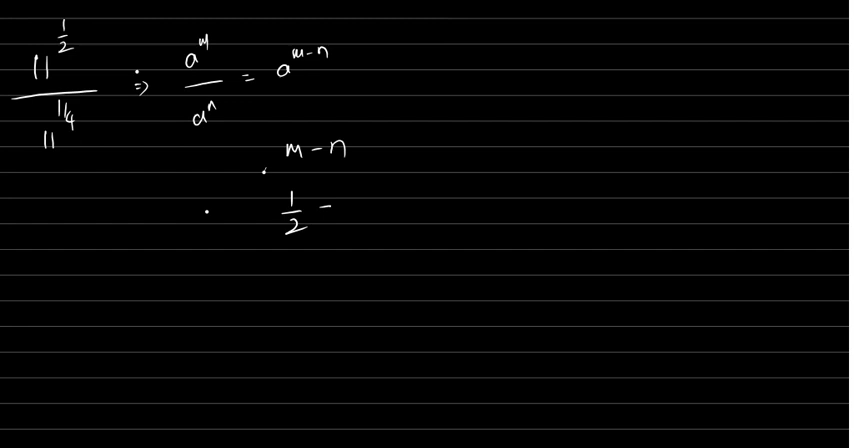 11^{1/2} / 11^{1/4} ⇒ a^m / a^n = a^{m-n}
m - n
1/2 -